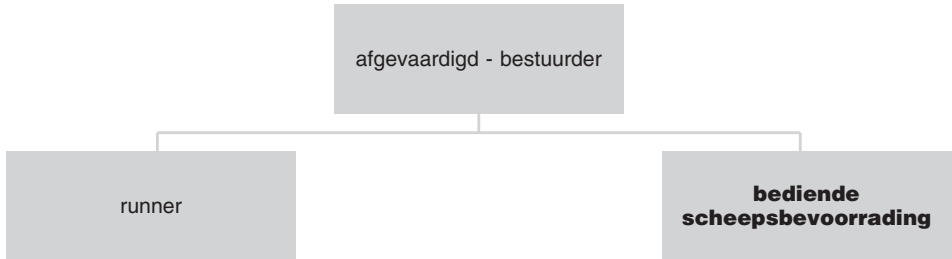 afgevaardigd - bestuurder
runner
bediende
scheepsbevoorrading